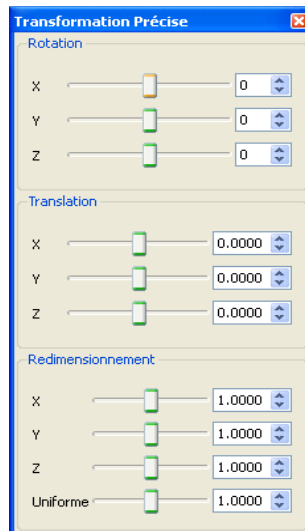 Transformation Précise
Rotation
X 0
Y 0
Z 0
Translation
X 0.0000
Y 0.0000
Z 0.0000
Redimensionnement
X 1.0000
Y 1.0000
Z 1.0000
Uniforme 1.0000